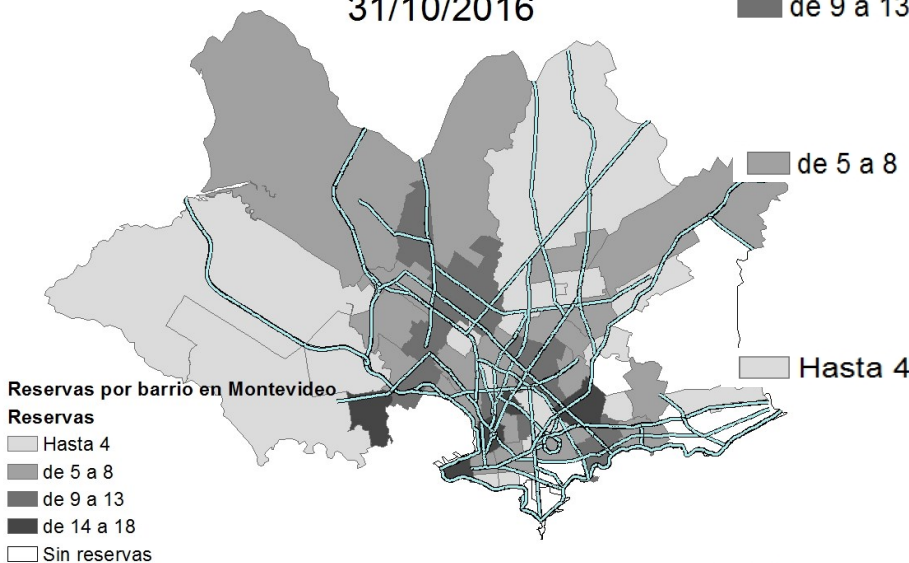 31/10/2016
de 9 a 13
de 5 a 8
Hasta 4
Reservas por barrio en Montevideo
Reservas
Hasta 4
de 5 a 8
de 9 a 13
de 14 a 18
Sin reservas